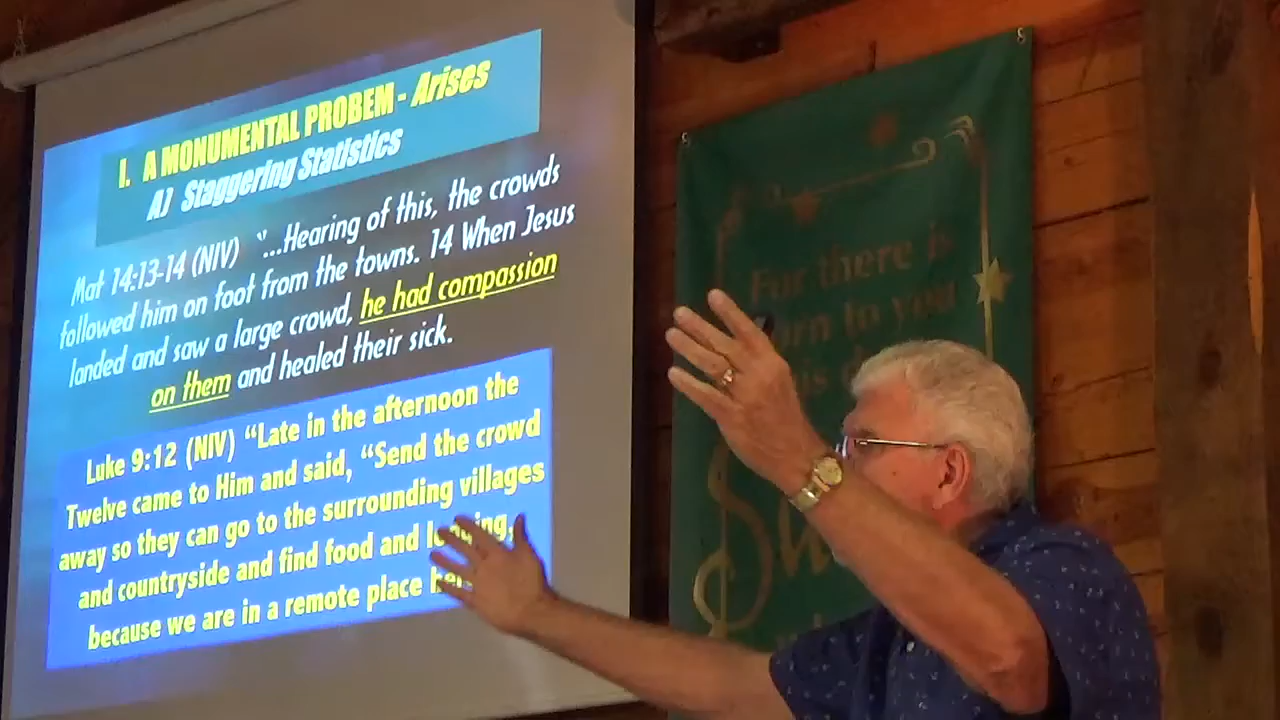 I. A MONUMENTAL PROBEM - Arises
A) Staggering Statistics
Mat 14:13-14 (NIV) "...Hearing of this, the crowds
followed him on foot from the towns. 14 When Jesus
landed and saw a large crowd, he had compassion
on them and healed their sick.
Luke 9:12 (NIV) "Late in the afternoon the
Twelve came to Him and said, "Send the crowd
away so they can go to the surrounding villages
and countryside and find food and
because we are in a remote place
For there is
born to you